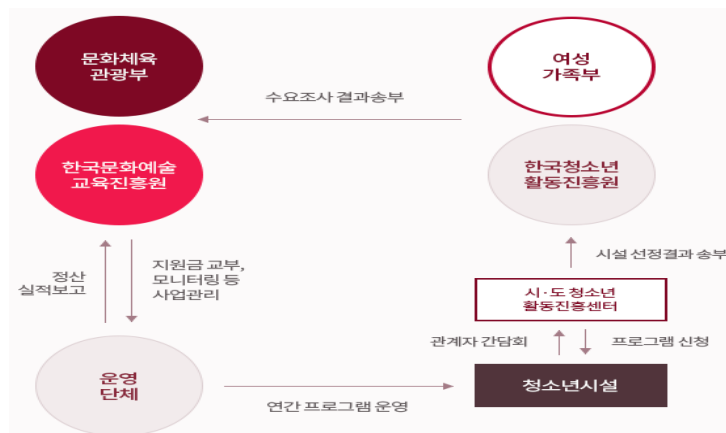 문화체육
관광부
여성
가족부
수요조사 결과송부
한국문화예술
교육진흥원
한국청소년
활동진흥원
시설 선정결과 송부
정산
실적보고
지원금 교부,
모니터링 등
사업관리
시·도 청소년
활동진흥센터
관계자 간담회
프로그램 신청
운영
단체
청소년시설
연간 프로그램 운영